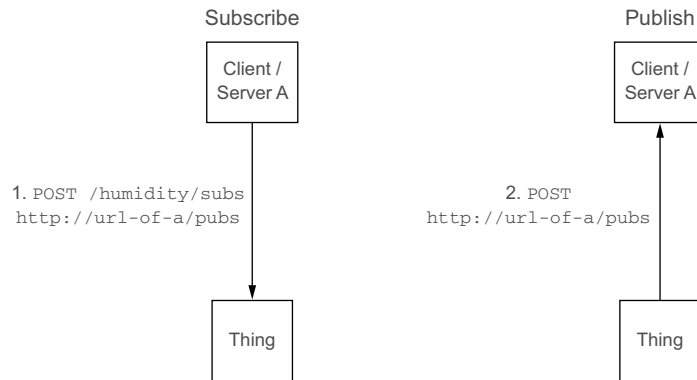 Subscribe
Client /
Server A
1. POST /humidity/subs
http://url-of-a/pubs
Thing
Publish
Client /
Server A
2. POST
http://url-of-a/pubs
Thing